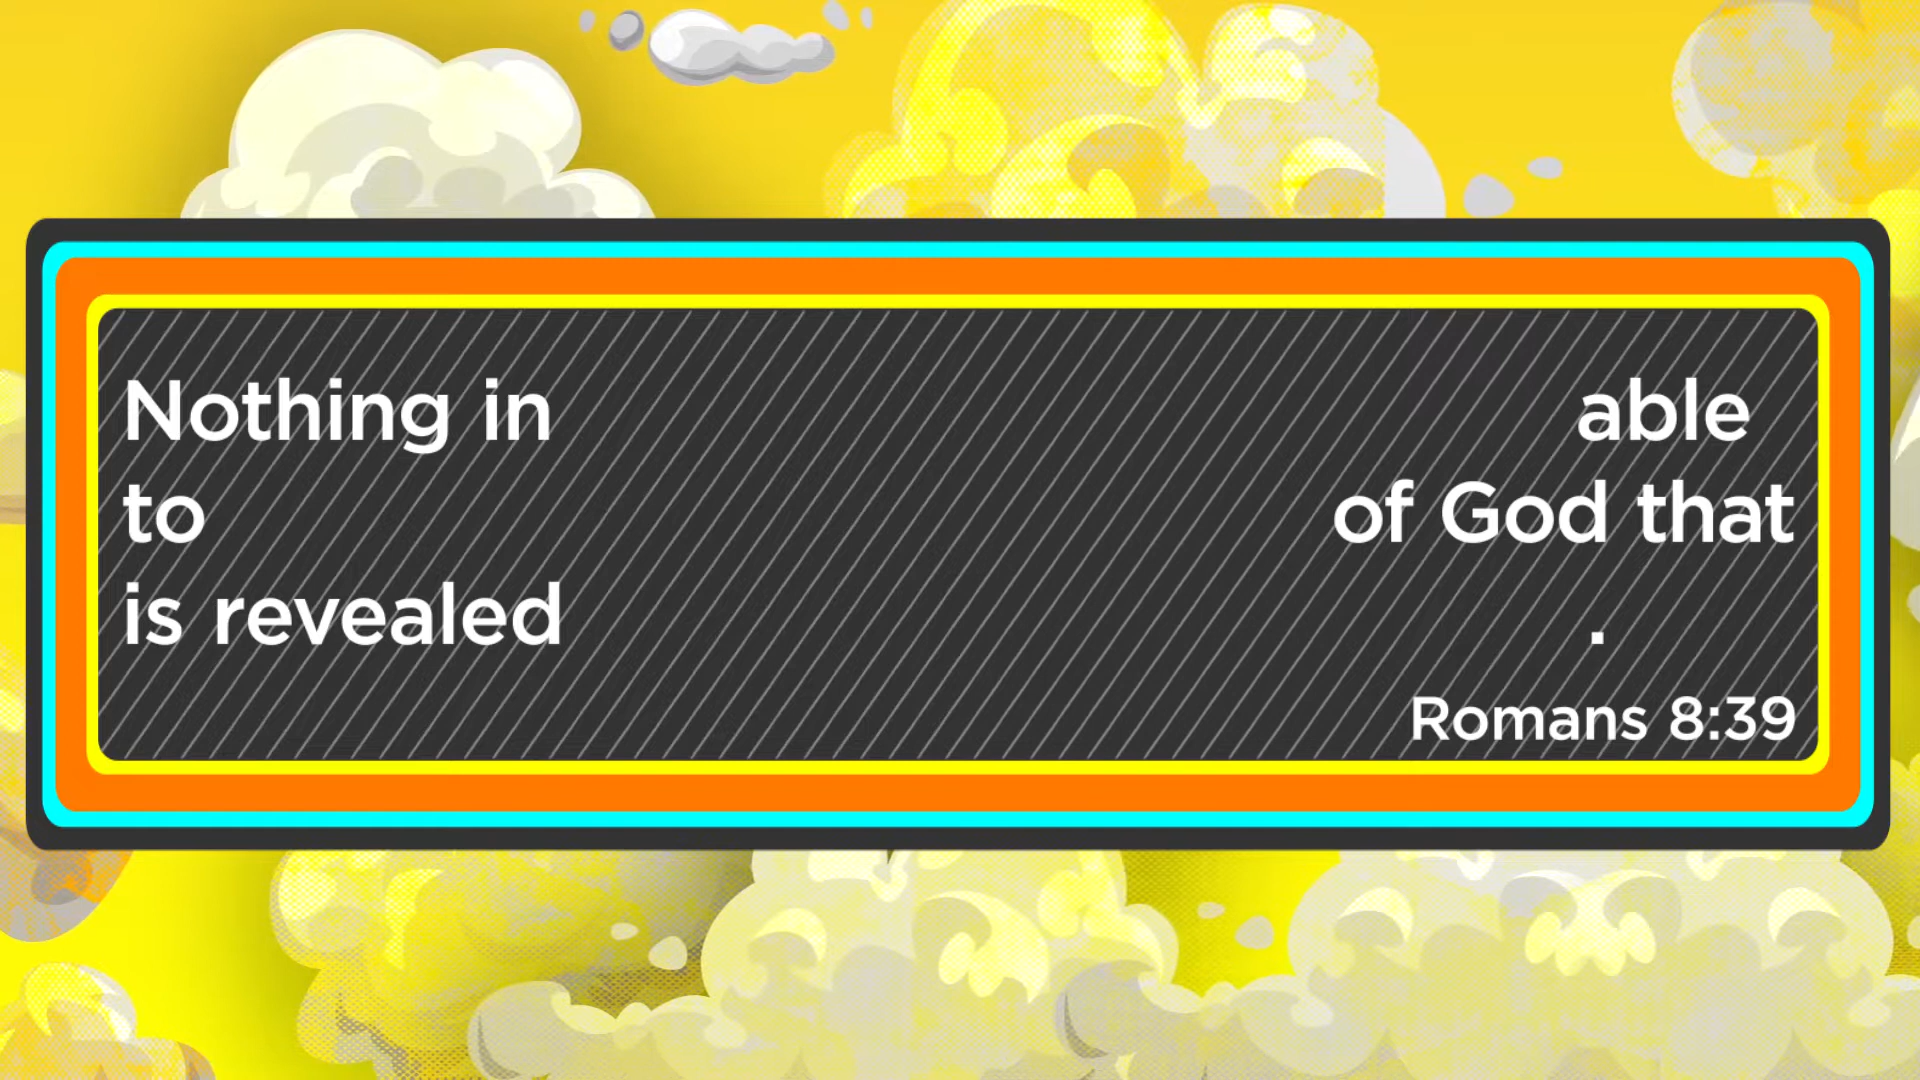 Nothing in able
to of God that
is revealed .
Romans 8:39